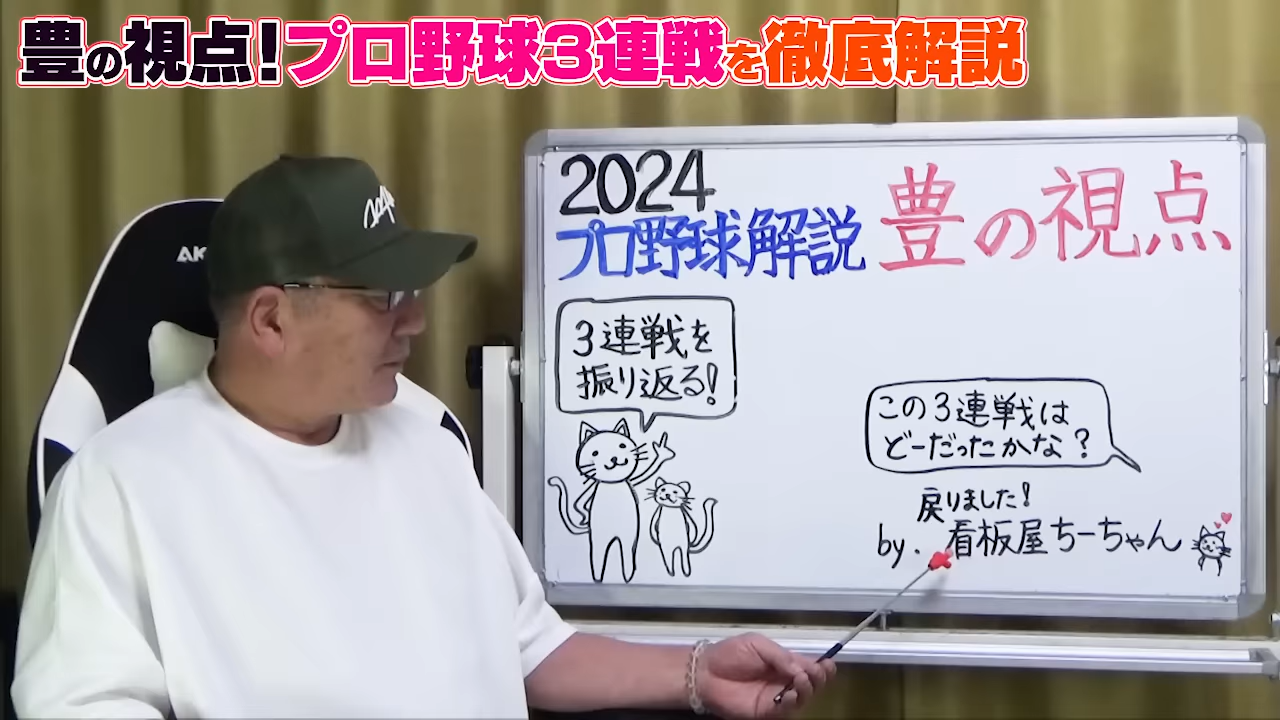 豊の視点!プロ野球3連戦を徹底解説
AK
2024
プロ野球解説 豊の視点
3連戦を
振り返る!
この3連戦は
どーだったかな?
戻りました!
by. 看板屋ちーちゃん